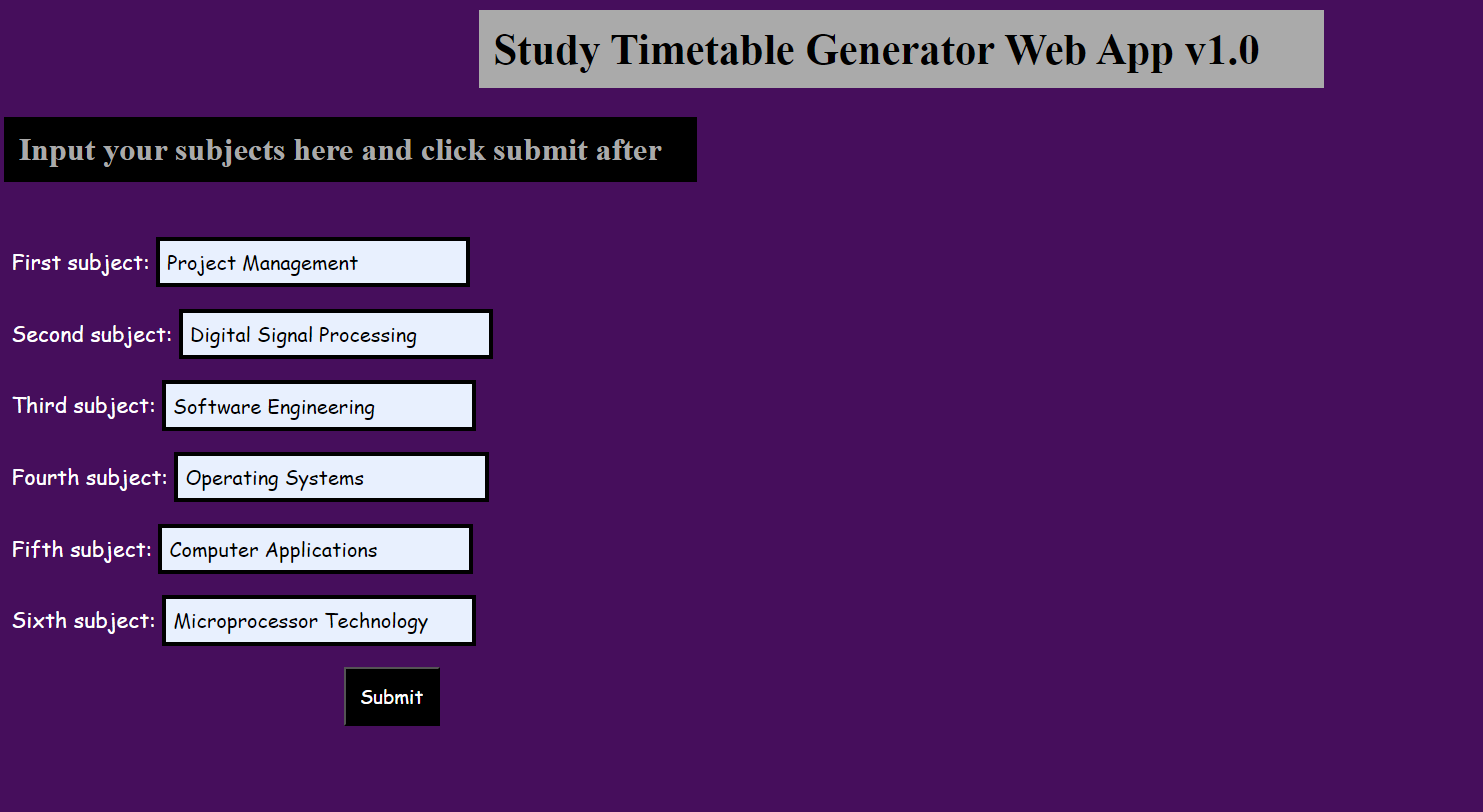 Study Timetable Generator Web App v1.0
Input your subjects here and click submit after
First subject: Project Management
Second subject: Digital Signal Processing
Third subject: Software Engineering
Fourth subject: Operating Systems
Fifth subject: Computer Applications
Sixth subject: Microprocessor Technology
Submit